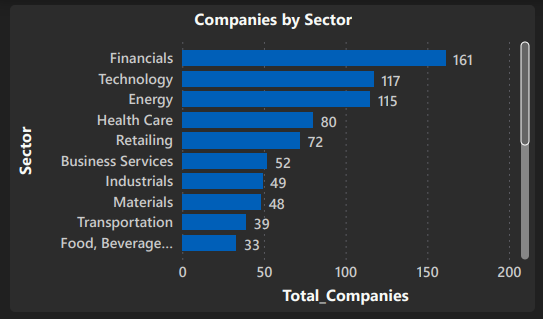 Companies by Sector
Sector
Financials 161
Technology 117
Energy 115
Health Care 80
Retailing 72
Business Services 52
Industrials 49
Materials 48
Transportation 39
Food, Beverage... 33
0 50 100 150 200
Total_Companies